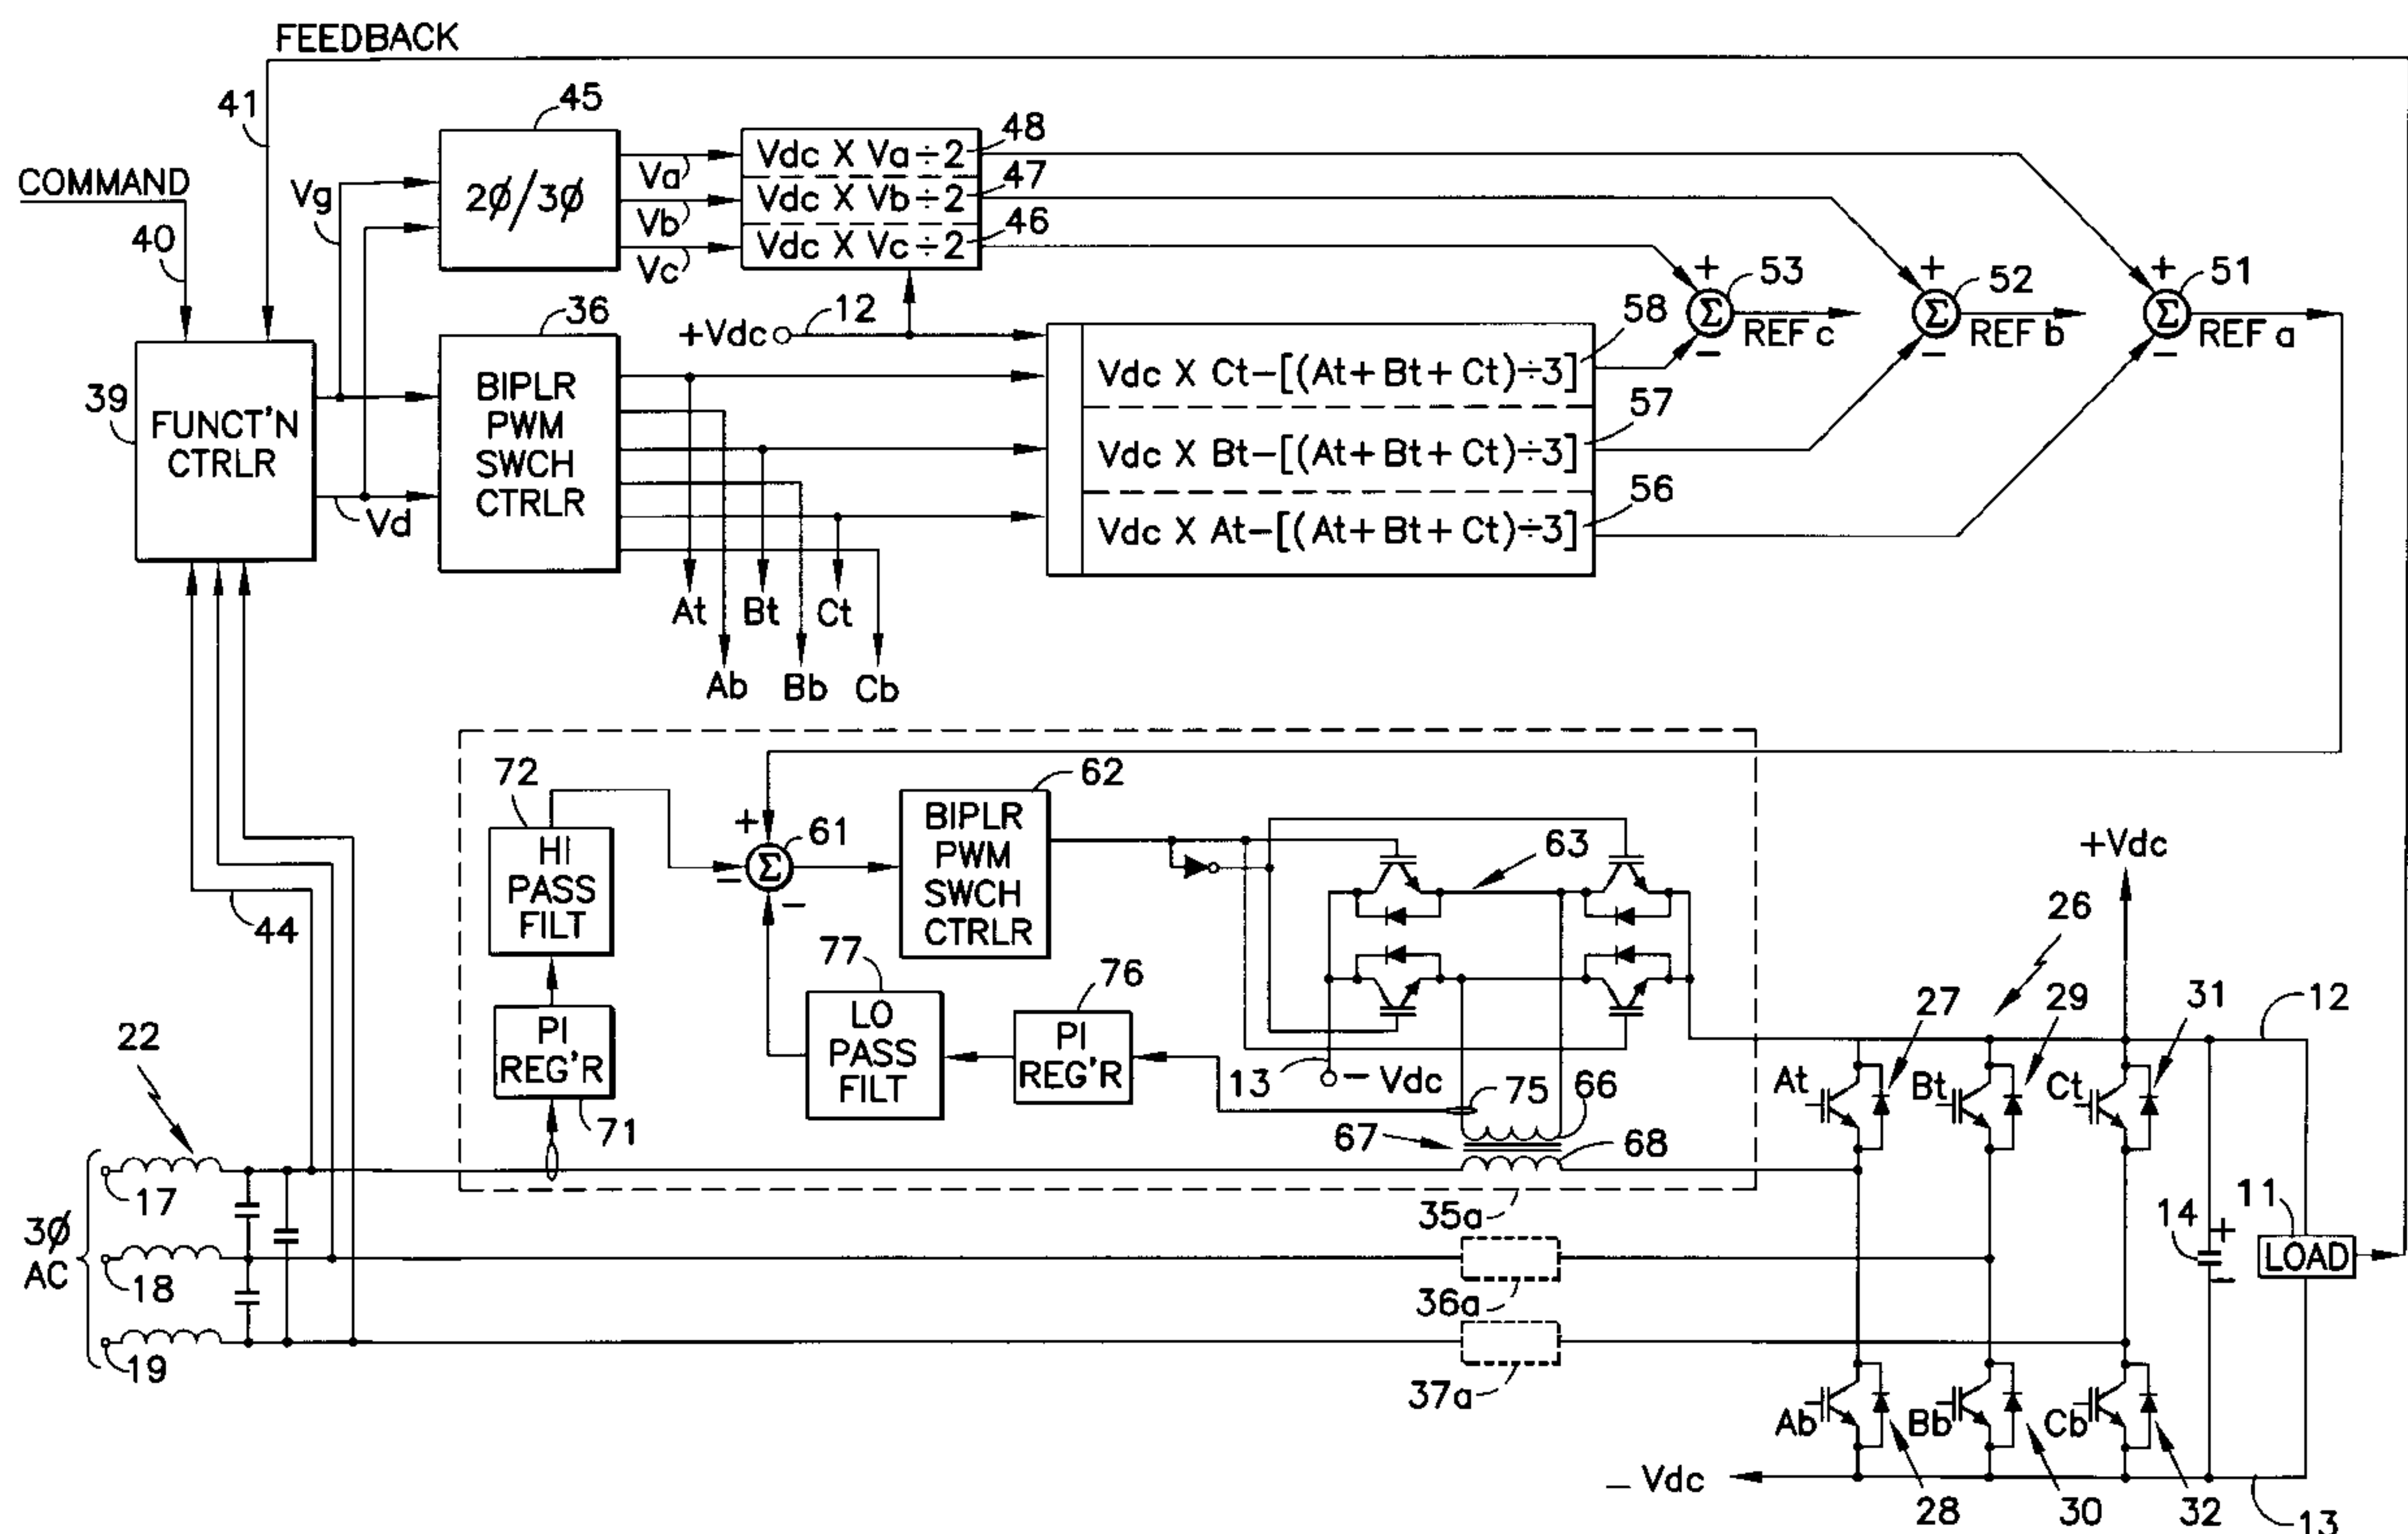 FEEDBACK
41
45
48
COMMAND
Vg
2ø/3ø
Va
Vdc X Va÷2
47
Vb
Vdc X Vb÷2
46
Vc
Vdc X Vc÷2
40
+
53
+
52
+
51
36
+Vdc
12
58
Σ
REF c
Σ
REF b
Σ
REF a
−
−
−
39
FUNCT'N
CTRLR
BIPLR
PWM
SWCH
CTRLR
Vdc X Ct−[(At+Bt+Ct)÷3]
57
Vdc X Bt−[(At+Bt+Ct)÷3]
56
Vdc X At−[(At+Bt+Ct)÷3]
Vd
At
Bt
Ct
Ab
Bb
Cb
72
62
HI
PASS
FILT
+
61
Σ
−
−
BIPLR
PWM
SWCH
CTRLR
63
+Vdc
26
44
77
76
LO
PASS
FILT
PI
REG'R
PI
REG'R
71
13
− Vdc
75
66
67
68
27
29
31
12
At
Bt
Ct
22
17
35a
3ø
AC
18
36a
19
37a
14
+
−
11
LOAD
Ab
Bb
Cb
− Vdc
28
30
32
13